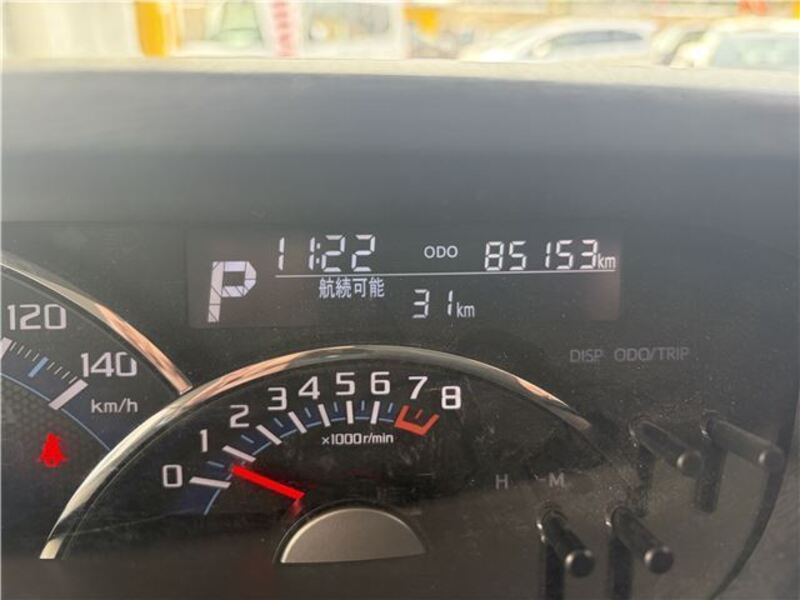 P 11:22 ODO 85153km
航続可能 31km
DISP ODO/TRIP
120
140
km/h
0 1 2 3 4 5 6 7 8
×1000r/min
H M